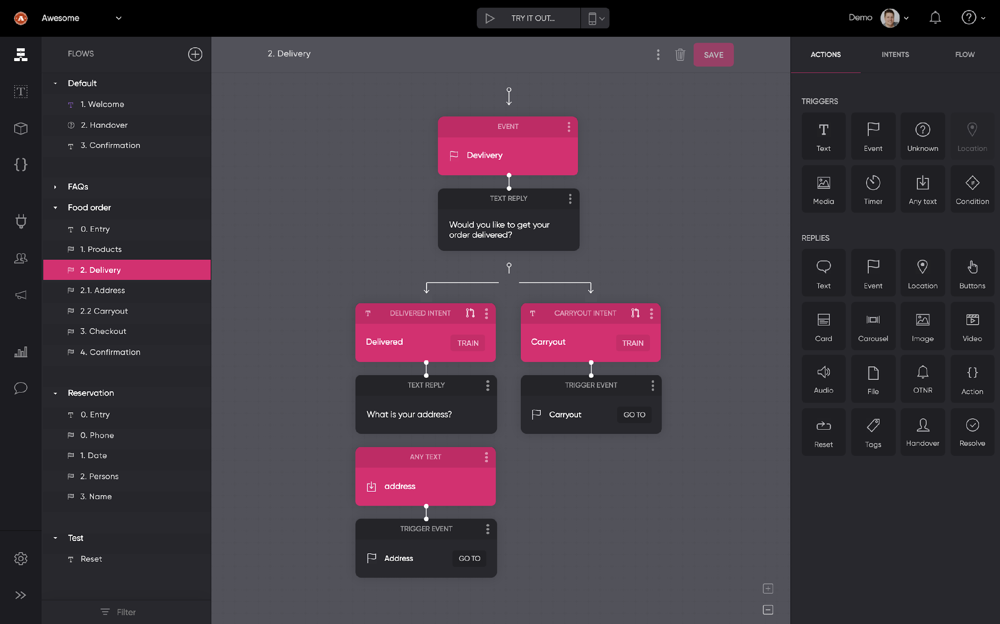 A
Awesome
TRY IT OUT...
Demo
?
FLOWS
2. Delivery
SAVE
ACTIONS
INTENTS
FLOW
Default
T 1. Welcome
? 2. Handover
T 3. Confirmation
FAQs
Food order
T 0. Entry
1. Products
2. Delivery
2.1. Address
2.2 Carryout
3. Checkout
4. Confirmation
Reservation
T 0. Entry
0. Phone
1. Date
2. Persons
3. Name
Test
T Reset
Filter
EVENT
Devlivery
TEXT REPLY
Would you like to get your
order delivered?
T DELIVERED INTENT
Delivered TRAIN
T CARRYOUT INTENT
Carryout TRAIN
TEXT REPLY
What is your address?
TRIGGER EVENT
Carryout GO TO
ANY TEXT
address
TRIGGER EVENT
Address GO TO
TRIGGERS
Text
Event
Unknown
Location
Media
Timer
Any text
IF
Condition
REPLIES
Text
Event
Location
Buttons
Card
Carousel
Image
Video
Audio
File
OTNR
{} Action
Reset
Tags
Handover
Resolve